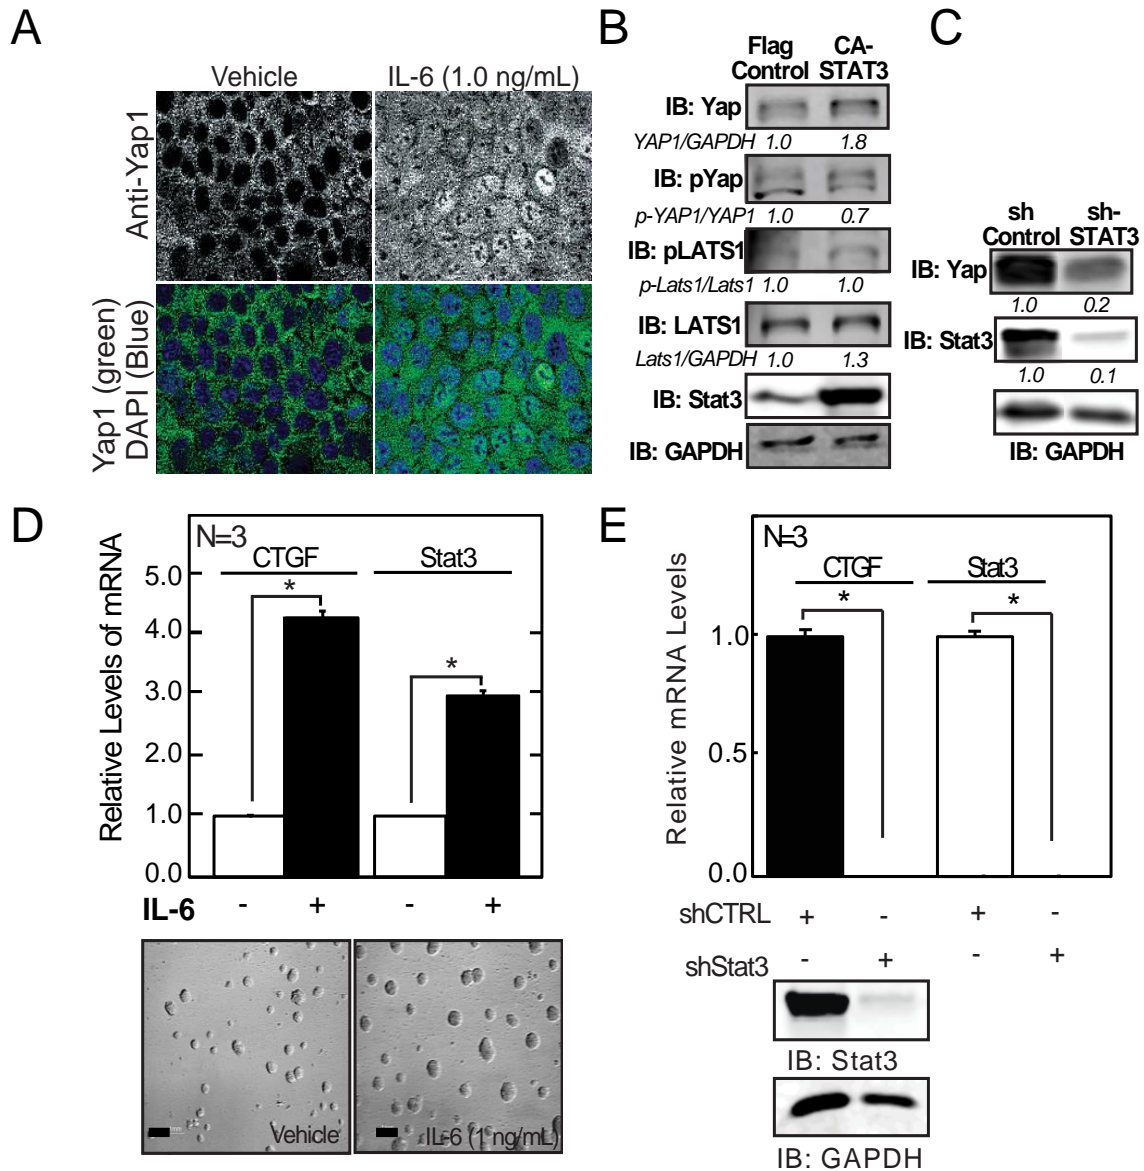 A
Vehicle
IL-6 (1.0 ng/mL)
Anti-Yap1
Yap1 (green)
DAPI (Blue)
B
Flag
Control
CA-
STAT3
IB: Yap
YAP1/GAPDH 1.0 1.8
IB: pYap
p-YAP1/YAP1 1.0 0.7
IB: pLATS1
p-Lats1/Lats1 1.0 1.0
IB: LATS1
Lats1/GAPDH 1.0 1.3
IB: Stat3
IB: GAPDH
C
sh
Control
sh-
STAT3
IB: Yap
1.0 0.2
IB: Stat3
1.0 0.1
IB: GAPDH
D
N=3
CTGF
Stat3
*
*
Relative Levels of mRNA
5.0
4.0
3.0
2.0
1.0
0.0
IL-6 - + - +
Vehicle
IL-6 (1 ng/mL)
E
N=3
CTGF
Stat3
*
*
Relative mRNA Levels
1.0
0.5
0.0
shCTRL + - + -
shStat3 - + - +
IB: Stat3
IB: GAPDH